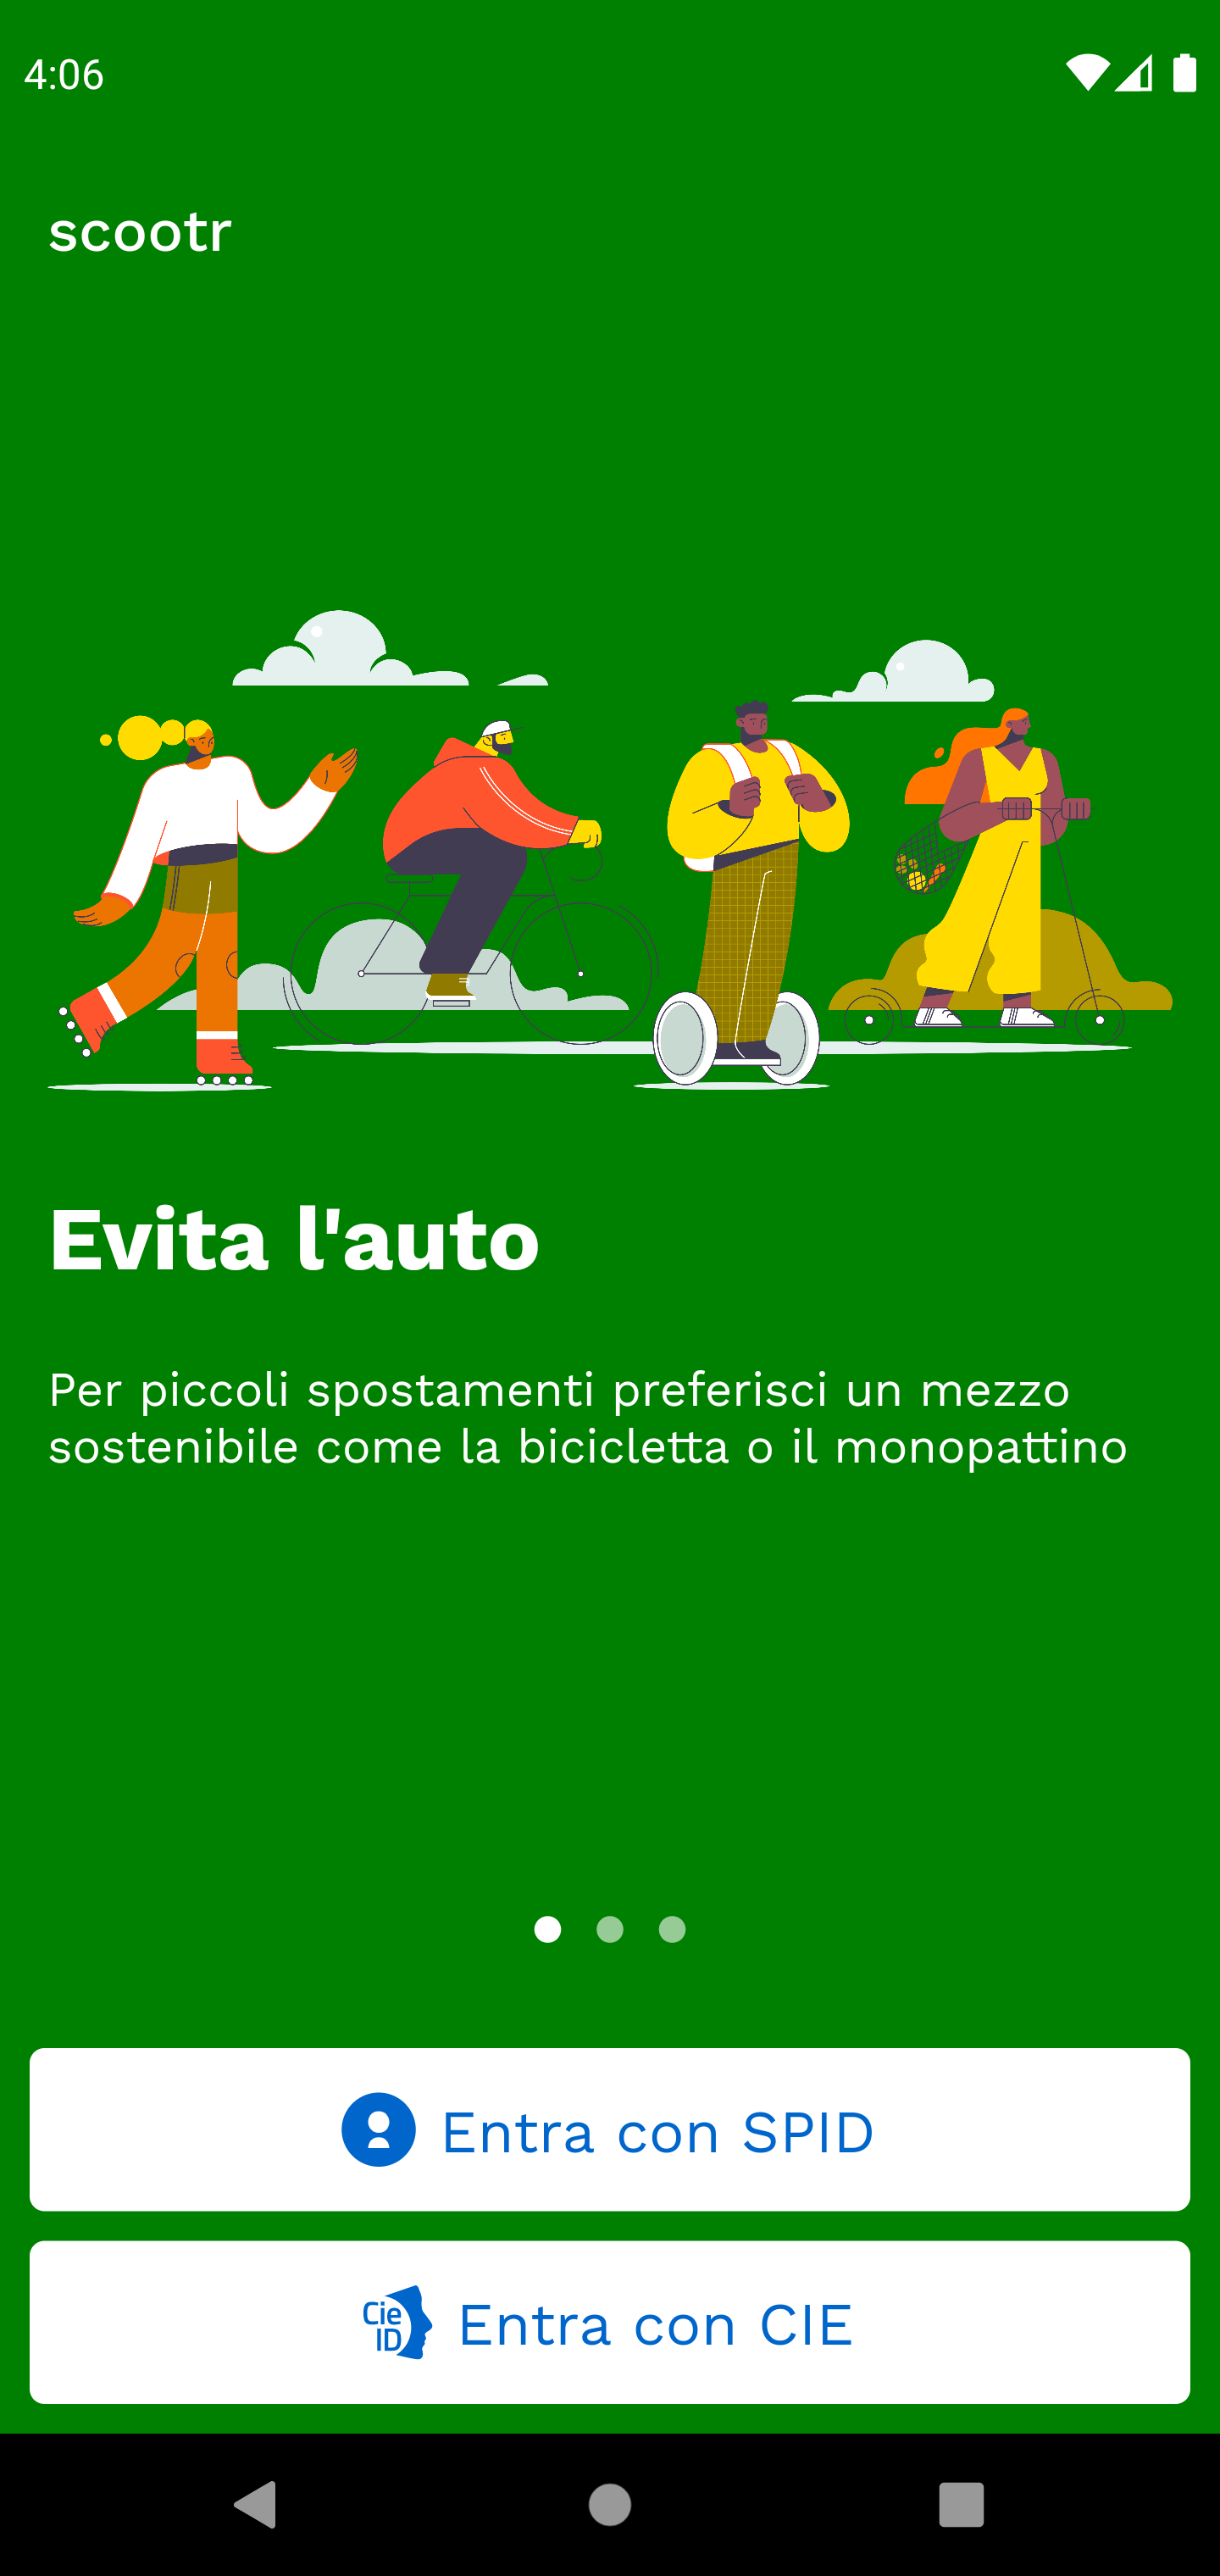 4:06
scootr
Evita l'auto
Per piccoli spostamenti preferisci un mezzo
sostenibile come la bicicletta o il monopattino
Entra con SPID
Cie
ID
Entra con CIE